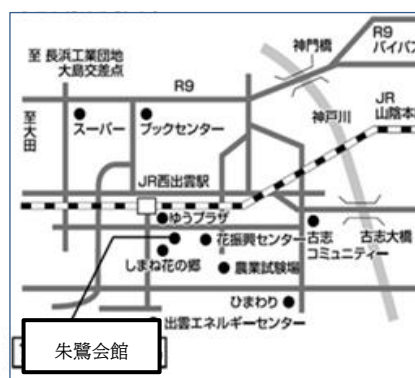 R9
バイパス
神門橋
至 長浜工業団地
大島交差点
R9
JR
山陰本
至大田
スーパー
ブックセンター
神戸川
JR西出雲駅
ゆうプラザ
花振興センター
古志
コミュニティー
古志大橋
しまね花の郷
農業試験場
ひまわり
出雲エネルギーセンター
朱鷺会館